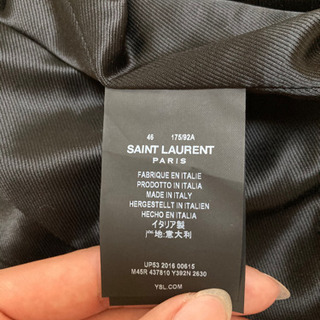 46 175/92A
SAINT LAURENT
PARIS
FABRIQUE EN ITALIE
PRODOTTO IN ITALIA
MADE IN ITALY
HERGESTELLT IN ITALIEN
HECHO EN ITALIA
イタリア製
产地:意大利
UP53 2016 00615
M45R 437810 Y392N 2630
YSL.COM